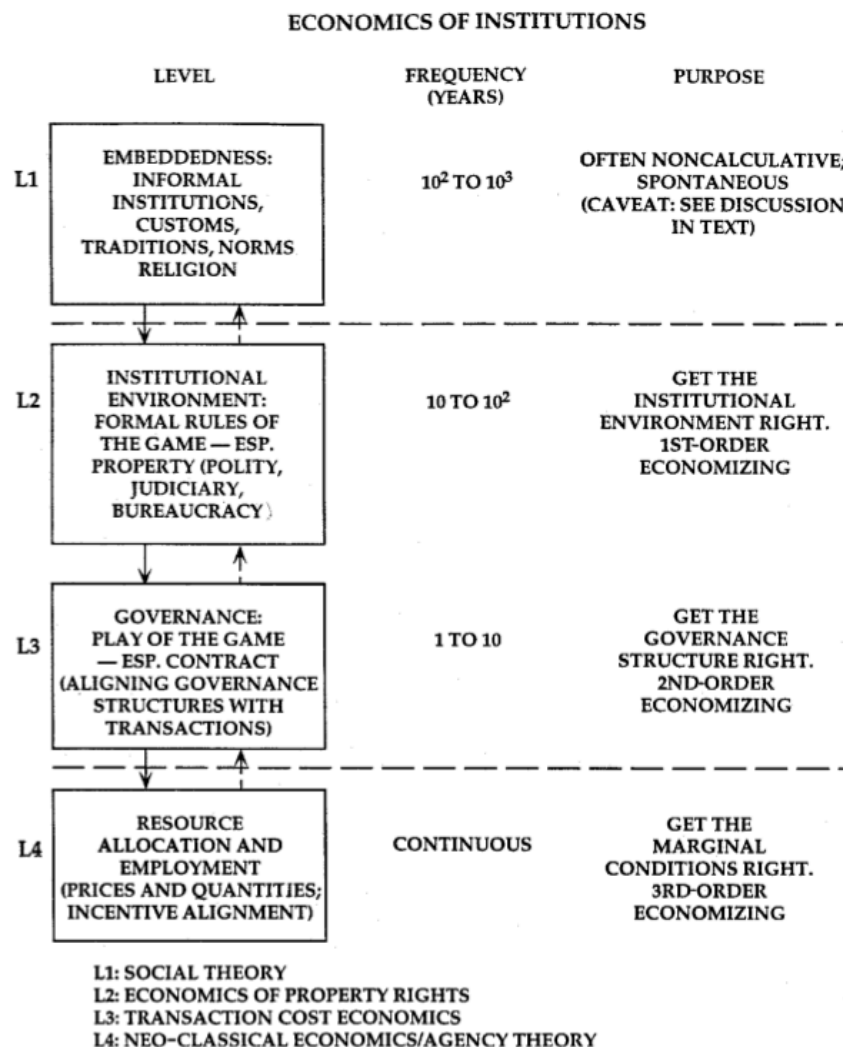 ECONOMICS OF INSTITUTIONS
LEVEL
FREQUENCY
(YEARS)
PURPOSE
L1
EMBEDDEDNESS:
INFORMAL
INSTITUTIONS,
CUSTOMS,
TRADITIONS, NORMS
RELIGION
10² TO 10³
OFTEN NONCALCULATIVE;
SPONTANEOUS
(CAVEAT: SEE DISCUSSION
IN TEXT)
L2
INSTITUTIONAL
ENVIRONMENT:
FORMAL RULES OF
THE GAME — ESP.
PROPERTY (POLITY,
JUDICIARY,
BUREAUCRACY)
10 TO 10²
GET THE
INSTITUTIONAL
ENVIRONMENT RIGHT.
1ST-ORDER
ECONOMIZING
L3
GOVERNANCE:
PLAY OF THE GAME
— ESP. CONTRACT
(ALIGNING GOVERNANCE
STRUCTURES WITH
TRANSACTIONS)
1 TO 10
GET THE
GOVERNANCE
STRUCTURE RIGHT.
2ND-ORDER
ECONOMIZING
L4
RESOURCE
ALLOCATION AND
EMPLOYMENT
(PRICES AND QUANTITIES;
INCENTIVE ALIGNMENT)
CONTINUOUS
GET THE
MARGINAL
CONDITIONS RIGHT.
3RD-ORDER
ECONOMIZING
L1: SOCIAL THEORY
L2: ECONOMICS OF PROPERTY RIGHTS
L3: TRANSACTION COST ECONOMICS
L4: NEO-CLASSICAL ECONOMICS/AGENCY THEORY